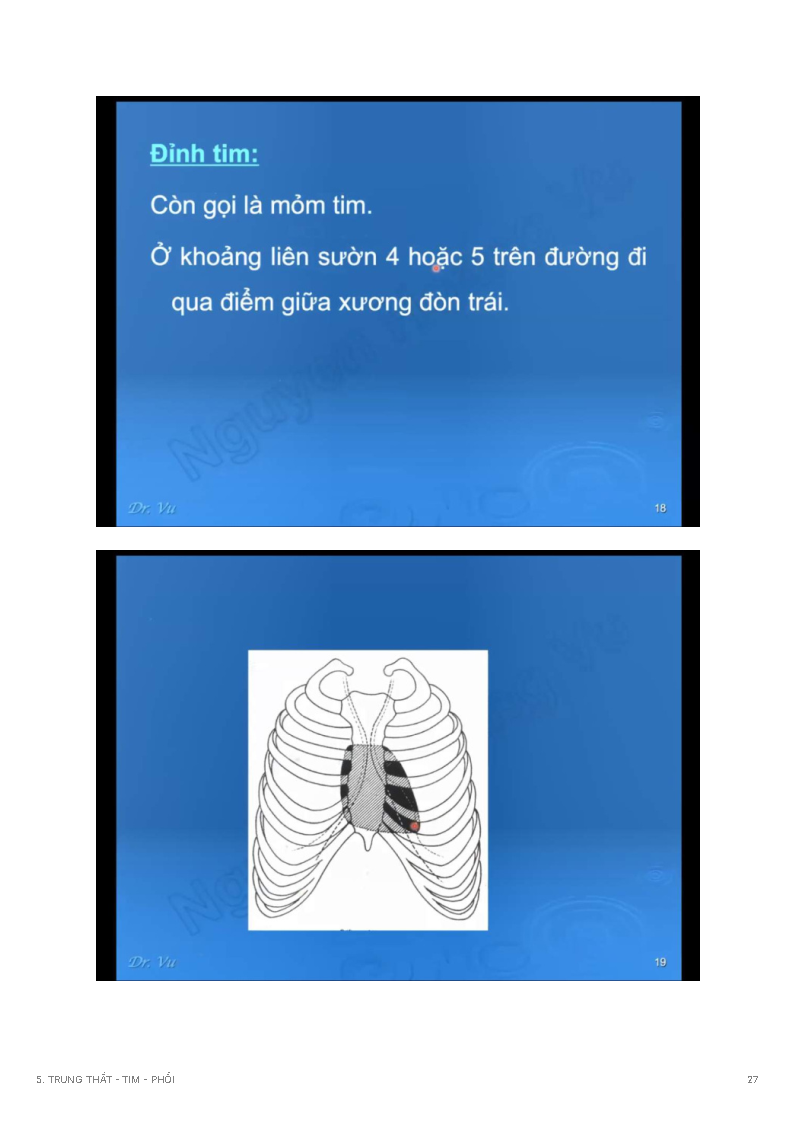 Đỉnh tim:
Còn gọi là mỏm tim.
Ở khoảng liên sườn 4 hoặc 5 trên đường đi
qua điểm giữa xương đòn trái.
Dr. Vu
18
Dr. Vu
19
5. TRUNG THẤT - TIM - PHỔI
27